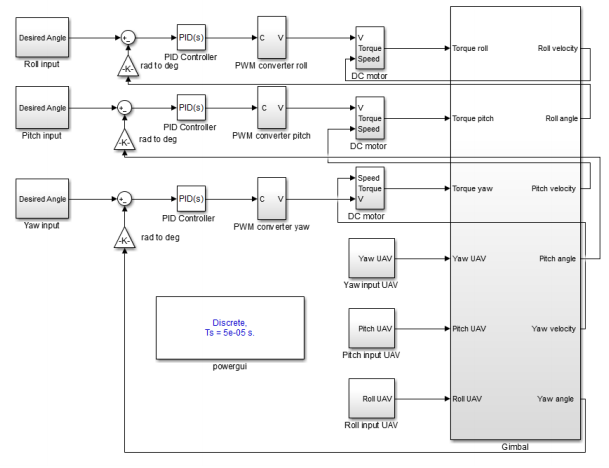 Desired Angle
Roll input
+_
-K-
rad to deg
PID(s)
PID Controller
C V
PWM converter roll
V
Torque
Speed
DC motor
Torque roll
Roll velocity
Desired Angle
Pitch input
+_
-K-
rad to deg
PID(s)
PID Controller
C V
PWM converter pitch
V
Torque
Speed
DC motor
Torque pitch
Roll angle
Desired Angle
Yaw input
+_
-K-
rad to deg
PID(s)
PID Controller
C V
PWM converter yaw
Speed
Torque
V
DC motor
Torque yaw
Pitch velocity
Yaw UAV
Yaw input UAV
Yaw UAV
Pitch angle
Discrete,
Ts = 5e-05 s.
powergui
Pitch UAV
Pitch input UAV
Pitch UAV
Yaw velocity
Roll UAV
Roll input UAV
Roll UAV
Yaw angle
Gimbal